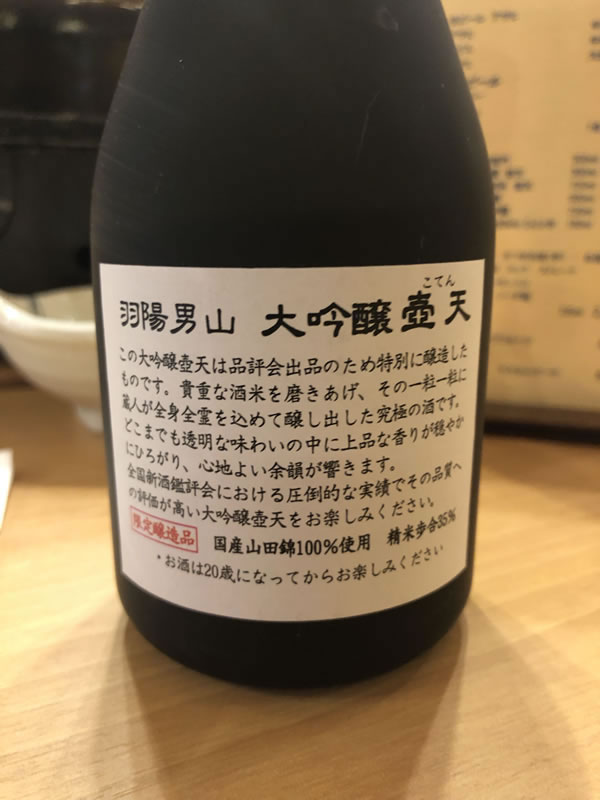 こてん
羽陽男山 大吟醸壺天
この大吟醸壺天は品評会出品のため特別に醸造した
ものです。貴重な酒米を磨きあげ、その一粒一粒に
蔵人が全身全霊を込めて醸し出した究極の酒です。
どこまでも透明な味わいの中に上品な香りが穏やか
にひろがり、心地よい余韻が響きます。
全国新酒鑑評会における圧倒的な実績でその品質へ
の評価が高い大吟醸壺天をお楽しみください。
限定醸造品 国産山田錦100%使用 精米歩合35%
・お酒は20歳になってからお楽しみください